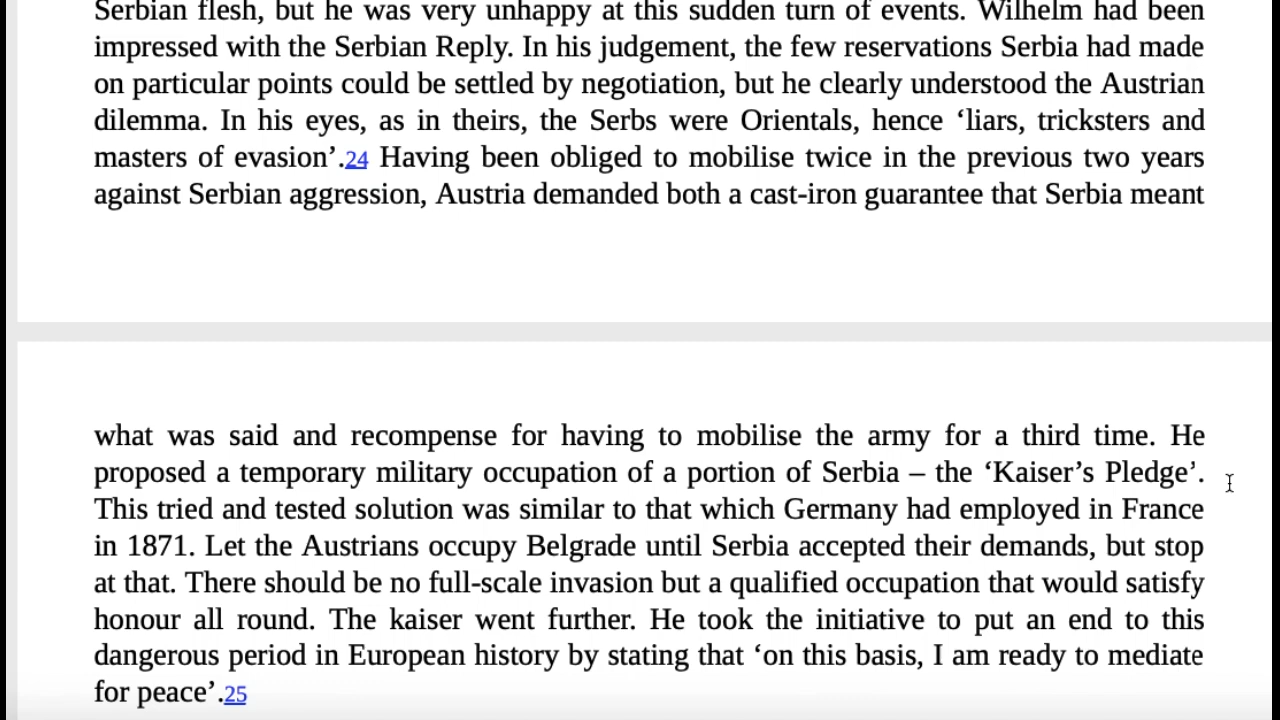 Serbian flesh, but he was very unhappy at this sudden turn of events. Wilhelm had been
impressed with the Serbian Reply. In his judgement, the few reservations Serbia had made
on particular points could be settled by negotiation, but he clearly understood the Austrian
dilemma. In his eyes, as in theirs, the Serbs were Orientals, hence ‘liars, tricksters and
masters of evasion’.24 Having been obliged to mobilise twice in the previous two years
against Serbian aggression, Austria demanded both a cast-iron guarantee that Serbia meant
what was said and recompense for having to mobilise the army for a third time. He
proposed a temporary military occupation of a portion of Serbia – the ‘Kaiser’s Pledge’.
This tried and tested solution was similar to that which Germany had employed in France
in 1871. Let the Austrians occupy Belgrade until Serbia accepted their demands, but stop
at that. There should be no full-scale invasion but a qualified occupation that would satisfy
honour all round. The kaiser went further. He took the initiative to put an end to this
dangerous period in European history by stating that ‘on this basis, I am ready to mediate
for peace’.25